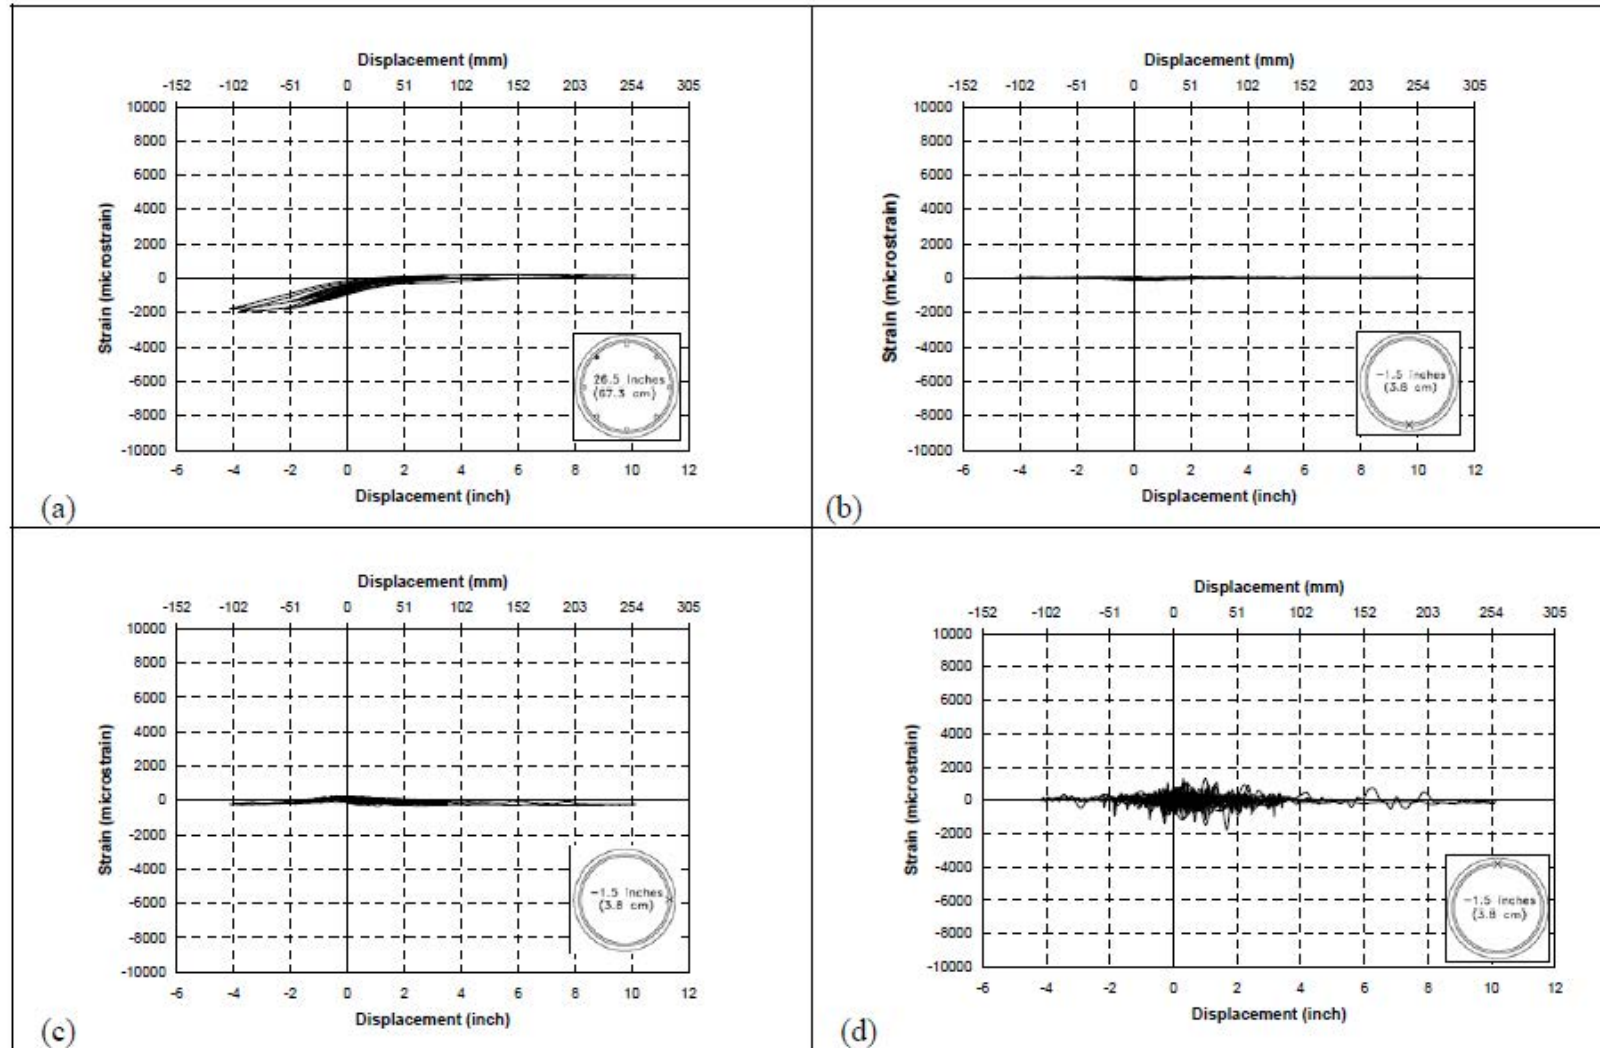 Displacement (mm)
-152 -102 -51 0 51 102 152 203 254 305
10000
8000
6000
4000
2000
0
-2000
-4000
-6000
-8000
-10000
Strain (microstrain)
26.5 Inches
(67.3 cm)
-6 -4 -2 0 2 4 6 8 10 12
Displacement (inch)
(a)
Displacement (mm)
-152 -102 -51 0 51 102 152 203 254 305
10000
8000
6000
4000
2000
0
-2000
-4000
-6000
-8000
-10000
Strain (microstrain)
-1.5 Inches
(3.8 cm)
-6 -4 -2 0 2 4 6 8 10 12
Displacement (inch)
(b)
Displacement (mm)
-152 -102 -51 0 51 102 152 203 254 305
10000
8000
6000
4000
2000
0
-2000
-4000
-6000
-8000
-10000
Strain (microstrain)
-1.5 Inches
(3.8 cm)
-6 -4 -2 0 2 4 6 8 10 12
Displacement (inch)
(c)
Displacement (mm)
-152 -102 -51 0 51 102 152 203 254 305
10000
8000
6000
4000
2000
0
-2000
-4000
-6000
-8000
-10000
Strain (microstrain)
-1.5 Inches
(3.8 cm)
-6 -4 -2 0 2 4 6 8 10 12
Displacement (inch)
(d)